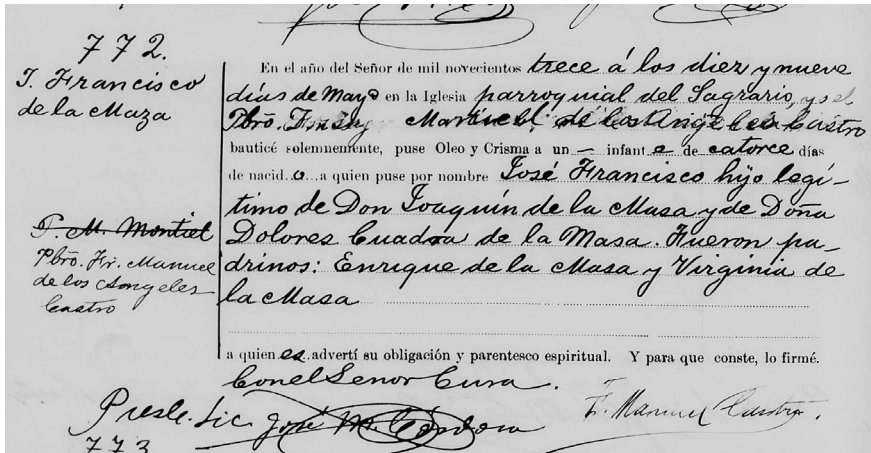 772.
J. Francisco
de la Maza
P. M. Montiel
Pbro. Fr. Manuel
de los Angeles
Castro
En el año del Señor de mil novecientos trece á los diez y nueve
días de Mayo en la Iglesia parroquial del Sagrario, yo el
Pbro. Fray Manuel de los Angeles Castro
bauticé solemnemente, puse Oleo y Crisma a un — infante de catorce días
de nacido a quien puse por nombre José Francisco hijo legí-
timo de Don Joaquín de la Masa y de Doña
Dolores Cuadra de la Masa. Fueron pa-
drinos: Enrique de la Masa y Virginia de
la Masa
a quienes advertí su obligación y parentesco espiritual. Y para que conste, lo firmé.
Con el Señor Cura.
Presb. Lic. José M. Córdova
F. Manuel Castro.
773